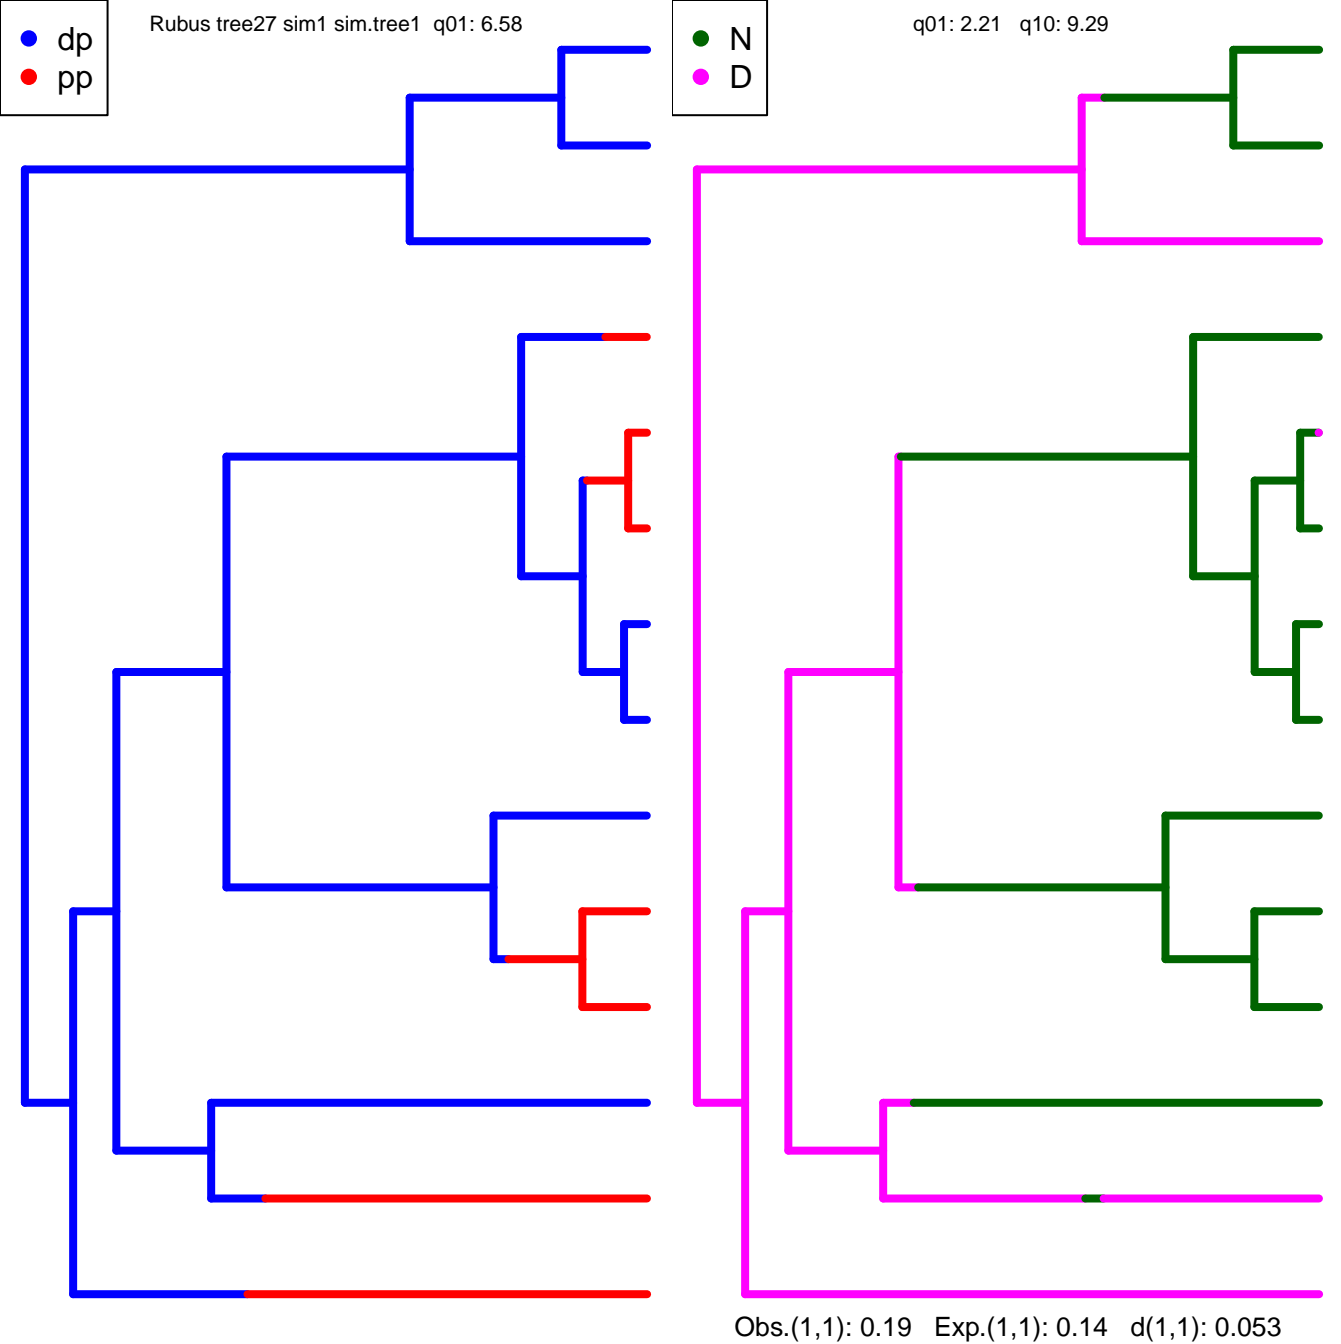 Rubus tree27 sim1 sim.tree1  q01: 6.58
dp
pp
q01: 2.21   q10: 9.29
N
D
Obs.(1,1): 0.19   Exp.(1,1): 0.14   d(1,1): 0.053